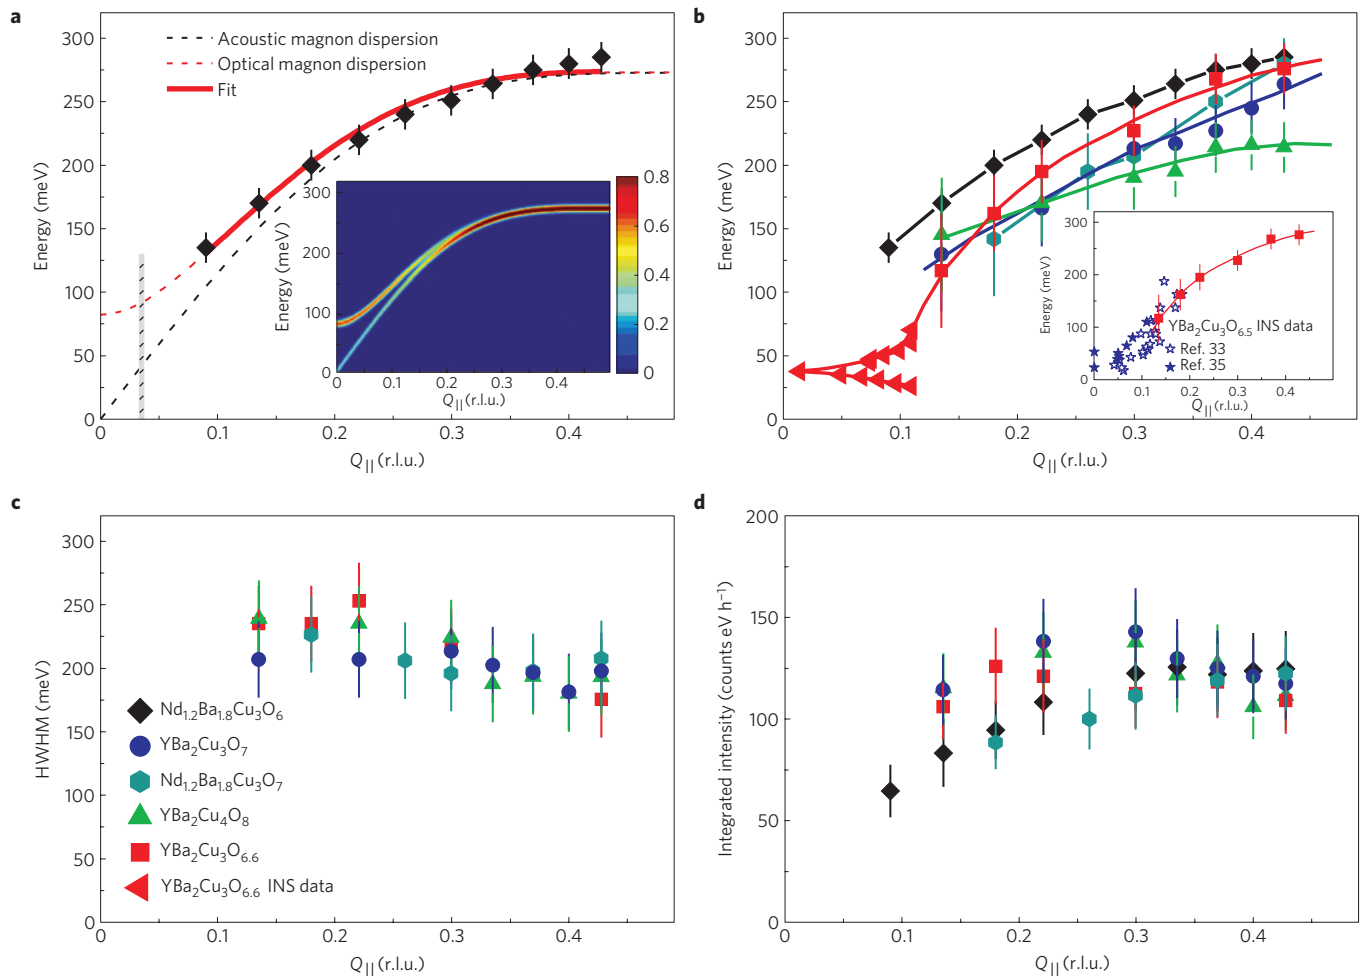 a
300
250
200
150
100
50
0
Energy (meV)
Acoustic magnon dispersion
Optical magnon dispersion
Fit
300
200
100
0
Energy (meV)
0
0.1
0.2
0.3
0.4
Q|| (r.l.u.)
0.8
0.6
0.4
0.2
0
0
0.1
0.2
0.3
0.4
Q|| (r.l.u.)
b
300
250
200
150
100
50
0
Energy (meV)
300
200
100
0
Energy (meV)
YBa2Cu3O6.5 INS data
Ref. 33
Ref. 35
0.0
0.1
0.2
0.3
0.4
Q|| (r.l.u.)
0
0.1
0.2
0.3
0.4
Q|| (r.l.u.)
c
300
250
200
150
100
50
0
HWHM (meV)
Nd1.2Ba1.8Cu3O6
YBa2Cu3O7
Nd1.2Ba1.8Cu3O7
YBa2Cu4O8
YBa2Cu3O6.6
YBa2Cu3O6.6 INS data
0
0.1
0.2
0.3
0.4
Q|| (r.l.u.)
d
200
150
100
50
0
Integrated intensity (counts eV h−1)
0
0.1
0.2
0.3
0.4
Q|| (r.l.u.)